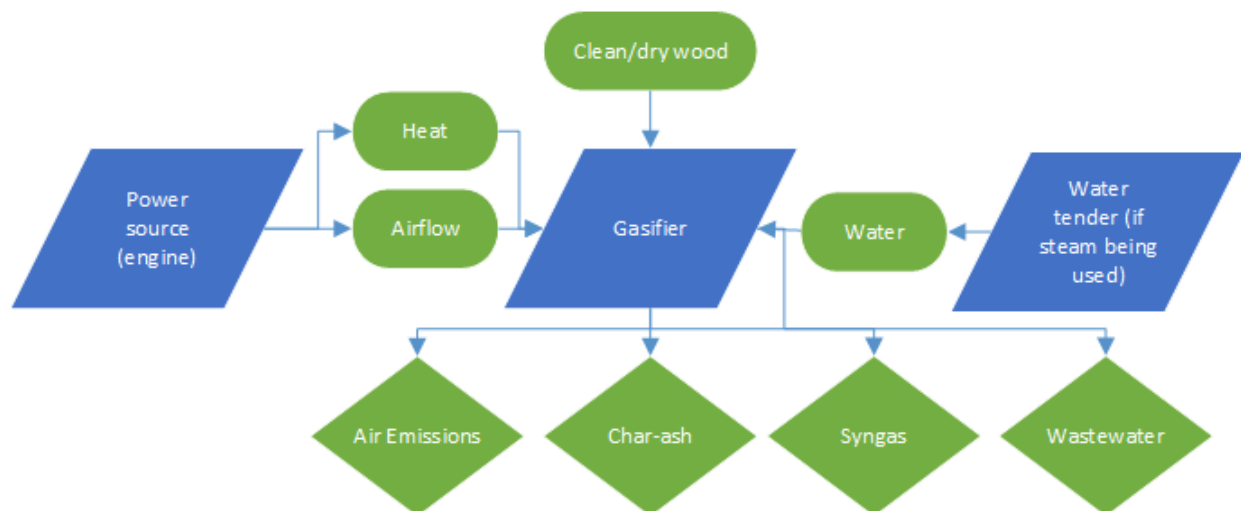 Clean/dry wood
Heat
Power
source
(engine)
Airflow
Gasifier
Water
Water
tender (if
steam being
used)
Air Emissions
Char-ash
Syngas
Wastewater